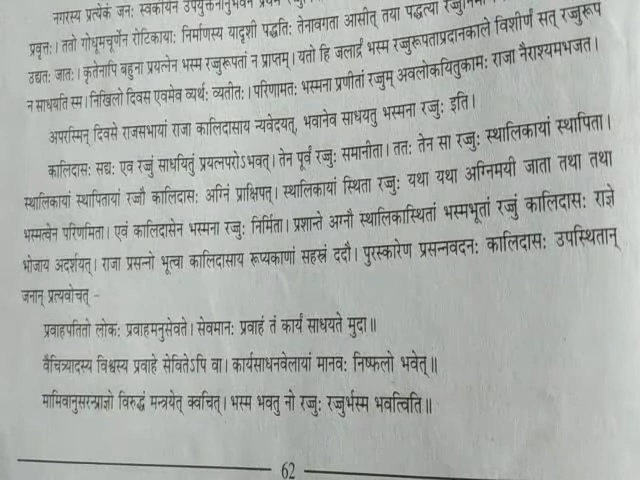 नगरस्य प्रत्येकं जनः स्वकीयेन उपयुक्तेनानुभवेन
प्रवृत्तः। ततो गोधूमचूर्णेन रोटिकायाः निर्माणस्य यादृशी पद्धतिः तेनावगता आसीत् तया पद्धत्या
उद्यतः जातः। कृतेनापि बहुना प्रयत्नेन भस्म रज्जुरूपतां न प्राप्तम्। यतो हि जलार्द्रं भस्म रज्जुरूपताप्रदानकाले विशीर्णं सत् रज्जुरूप
न साधयति स्म। निखिलो दिवस एवमेव व्यर्थः व्यतीतः। परिणामतः भस्मना प्रणीतां रज्जुम् अवलोकयितुकामः राजा नैराश्यमभजत।
अपरस्मिन् दिवसे राजसभायां राजा कालिदासाय न्यवेदयत्, भवानेव साधयतु भस्मना रज्जुः इति।
कालिदासः सद्यः एव रज्जुं साधयितुं प्रयत्नपरोऽभवत्। तेन पूर्वं रज्जुः समानीता। ततः तेन सा रज्जुः स्थालिकायां स्थापिता।
स्थालिकायां स्थापितायां रज्जौ कालिदासः अग्निं प्राक्षिपत्। स्थालिकायां स्थिता रज्जुः यथा यथा अग्निमयी जाता तथा तथा
भस्मत्वेन परिणमिता। एवं कालिदासेन भस्मना रज्जुः निर्मिता। प्रशान्ते अग्नौ स्थालिकास्थितां भस्मभूतां रज्जुं कालिदासः राज्ञे
भोजाय अदर्शयत्। राजा प्रसन्नो भूत्वा कालिदासाय रूप्यकाणां सहस्रं ददौ। पुरस्कारेण प्रसन्नवदनः कालिदासः उपस्थितान्
जनान् प्रत्यवोचत् -
प्रवाहपतितो लोकः प्रवाहमनुसेवते। सेवमानः प्रवाहं तं कार्यं साधयते मुदा॥
वैचित्र्यादस्य विश्वस्य प्रवाहे सेवितेऽपि वा। कार्यसाधनवेलायां मानवः निष्फलो भवेत्॥
मामिवानुसरन्प्राज्ञो विरुद्धं मन्त्रयेत् क्वचित्। भस्म भवतु नो रज्जुः रज्जुर्भस्म भवत्विति॥
62